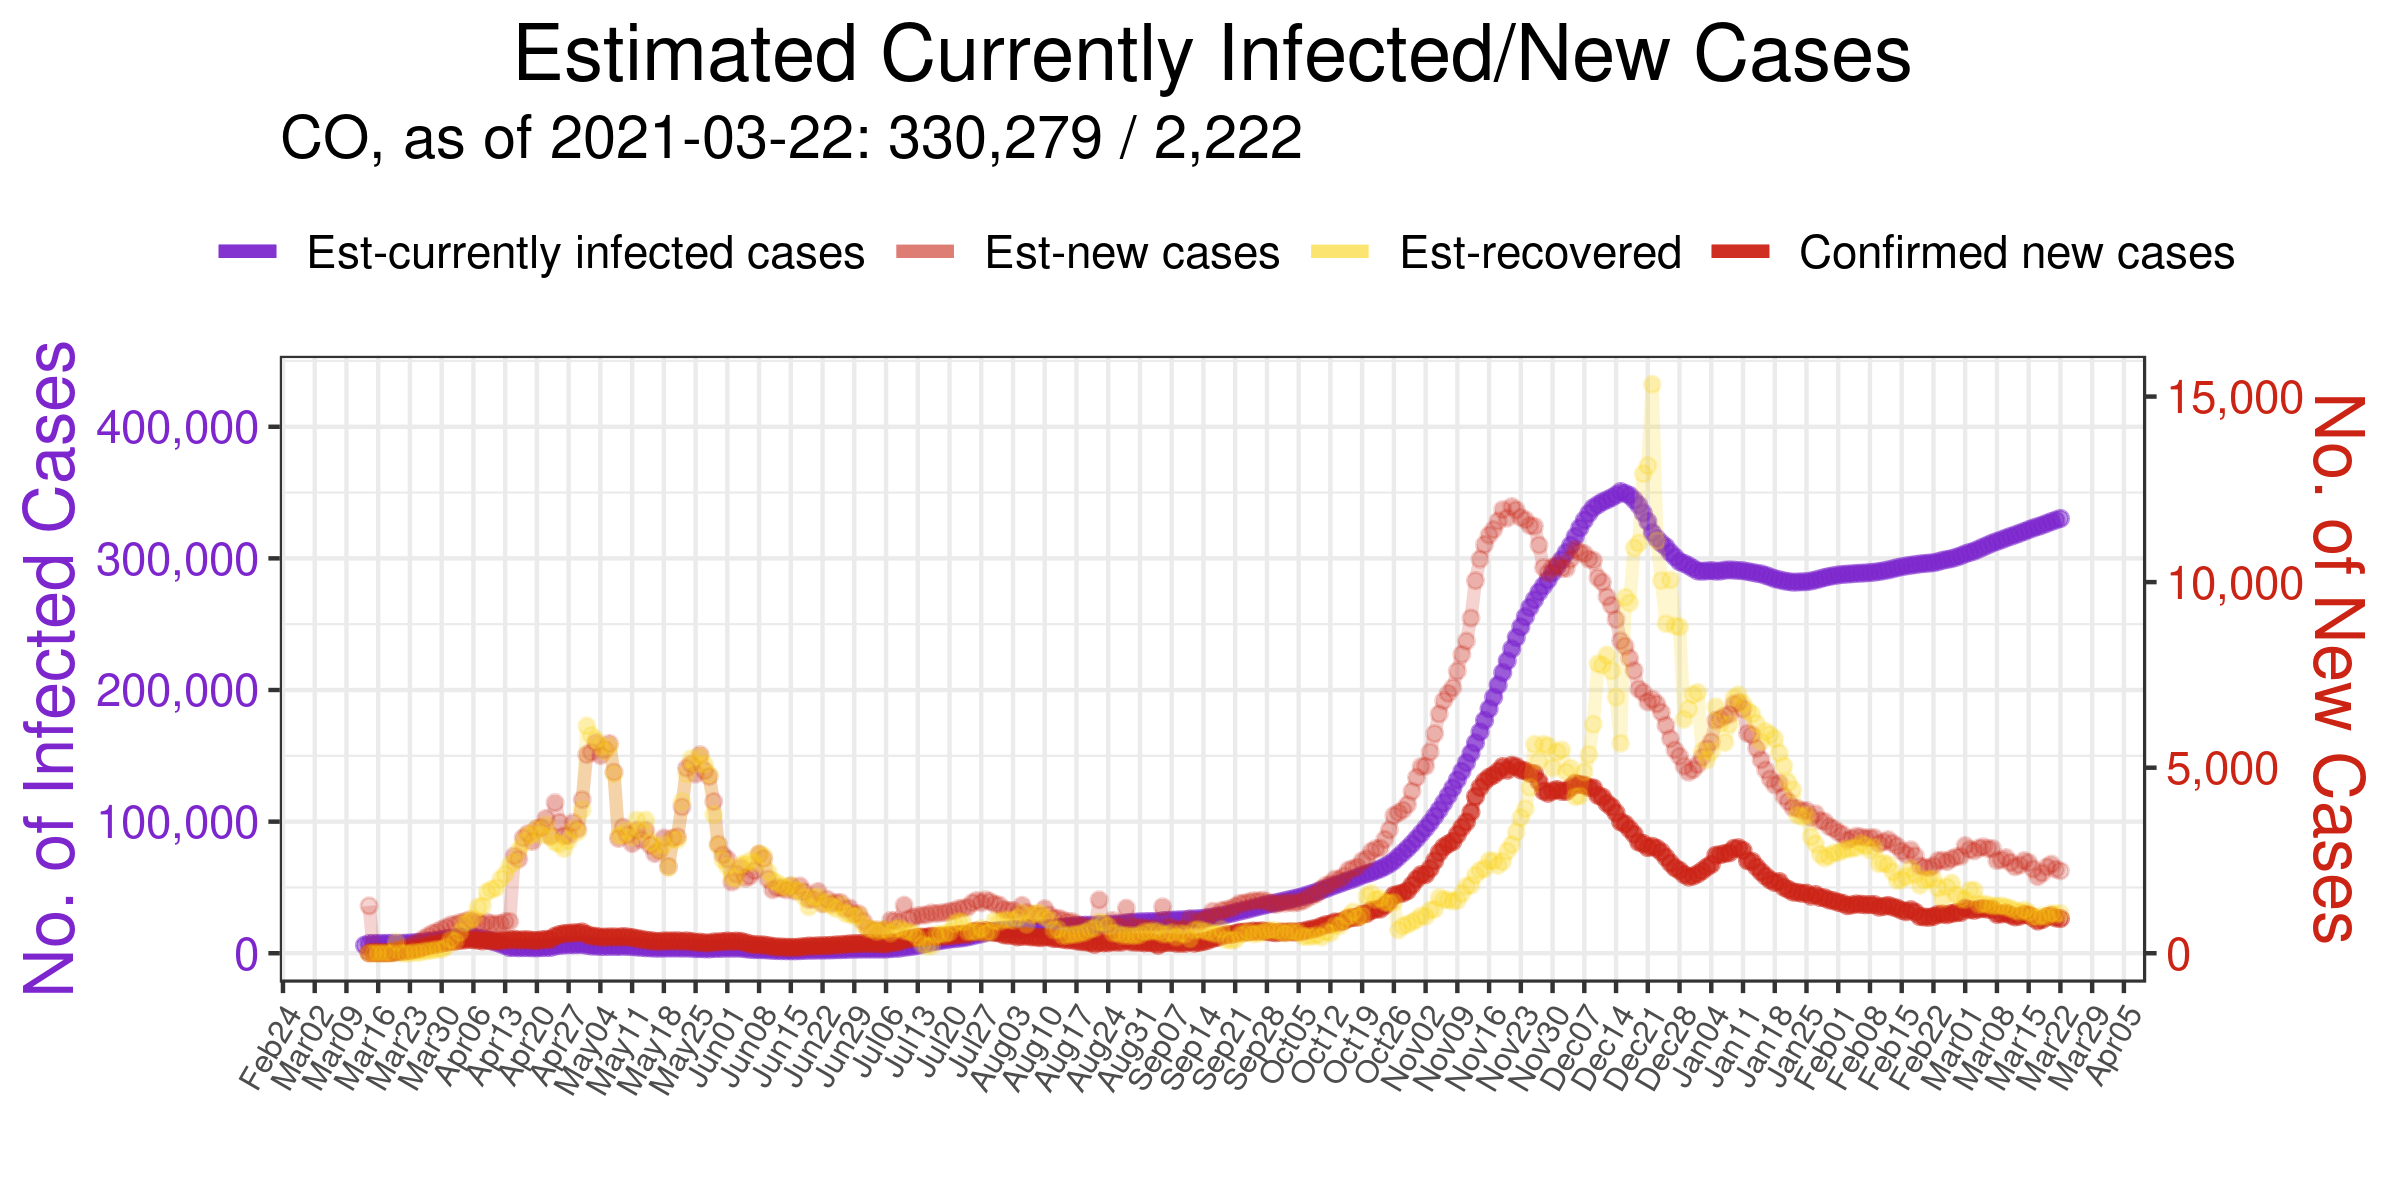 Estimated Currently Infected/New Cases
CO, as of 2021-03-22: 330,279 / 2,222
Est-currently infected cases Est-new cases Est-recovered Confirmed new cases
No. of Infected Cases
400,000
300,000
200,000
100,000
0
15,000
10,000
5,000
0
No. of New Cases
Feb24 Mar02 Mar09 Mar16 Mar23 Mar30 Apr06 Apr13 Apr20 Apr27 May04 May11 May18 May25 Jun01 Jun08 Jun15 Jun22 Jun29 Jul06 Jul13 Jul20 Jul27 Aug03 Aug10 Aug17 Aug24 Aug31 Sep07 Sep14 Sep21 Sep28 Oct05 Oct12 Oct19 Oct26 Nov02 Nov09 Nov16 Nov23 Nov30 Dec07 Dec14 Dec21 Dec28 Jan04 Jan11 Jan18 Jan25 Feb01 Feb08 Feb15 Feb22 Mar01 Mar08 Mar15 Mar22 Mar29 Apr05